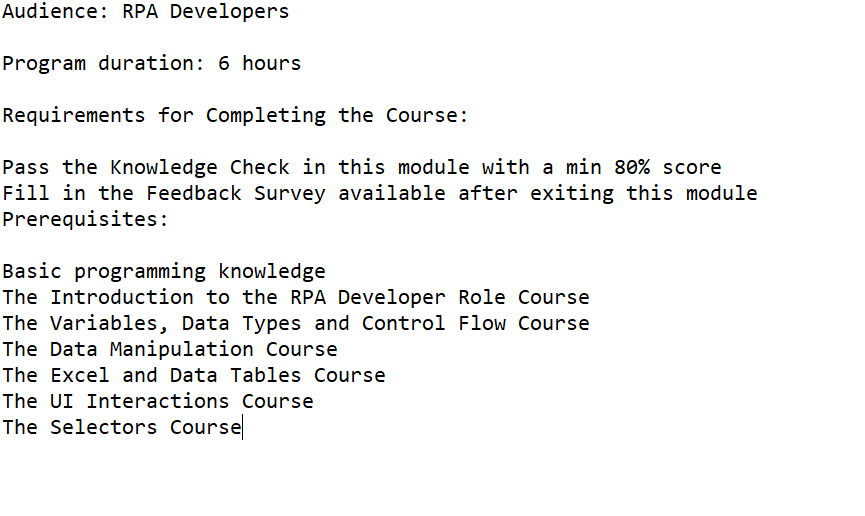 Audience: RPA Developers
Program duration: 6 hours
Requirements for Completing the Course:
Pass the Knowledge Check in this module with a min 80% score
Fill in the Feedback Survey available after exiting this module
Prerequisites:
Basic programming knowledge
The Introduction to the RPA Developer Role Course
The Variables, Data Types and Control Flow Course
The Data Manipulation Course
The Excel and Data Tables Course
The UI Interactions Course
The Selectors Course